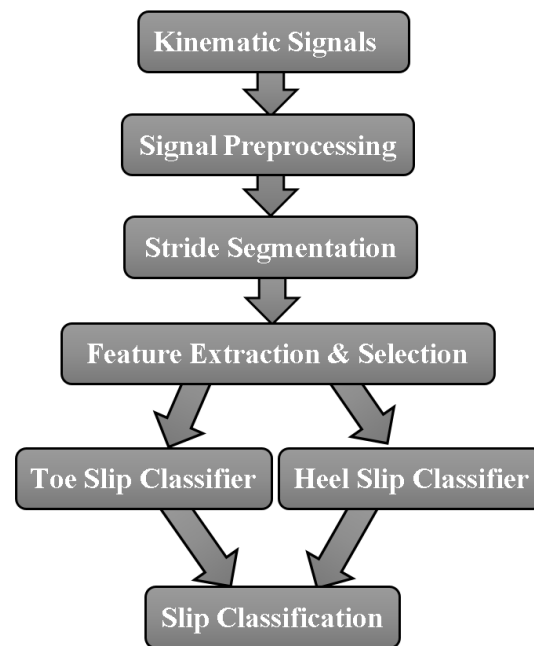 Kinematic Signals
Signal Preprocessing
Stride Segmentation
Feature Extraction & Selection
Toe Slip Classifier
Heel Slip Classifier
Slip Classification